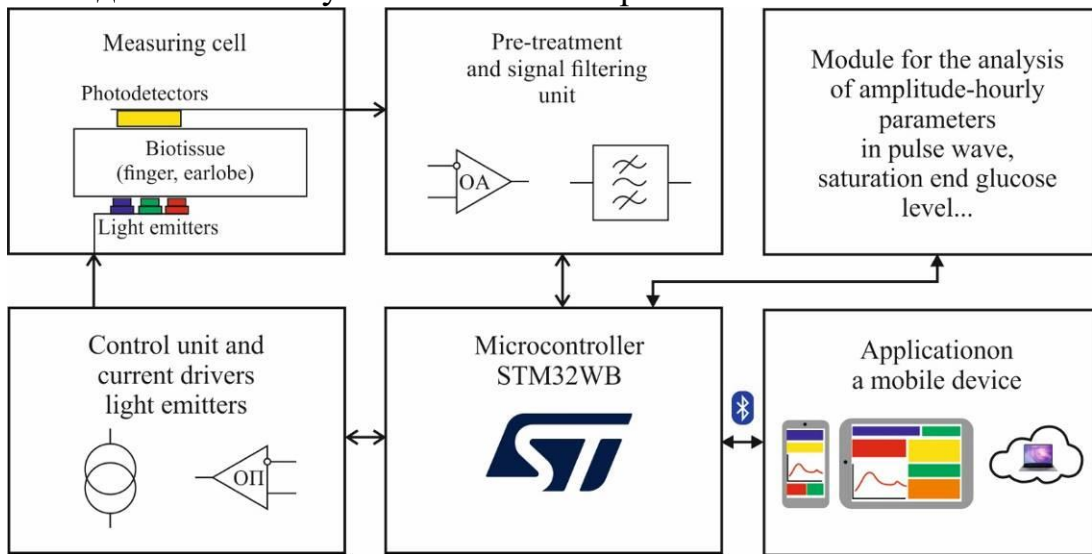 Measuring cell
Photodetectors
Biotissue
(finger, earlobe)
Light emitters
Pre-treatment
and signal filtering
unit
OA
Module for the analysis
of amplitude-hourly
parameters
in pulse wave,
saturation end glucose
level...
Control unit and
current drivers
light emitters
ОП
Microcontroller
STM32WB
ST
Applicationon
a mobile device